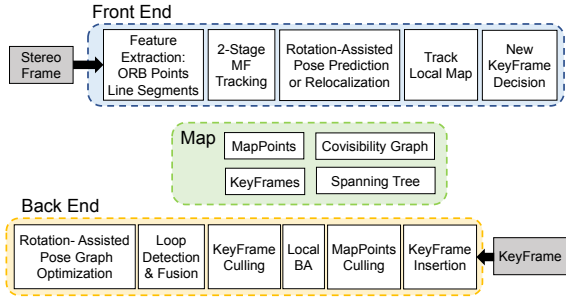 Front End
Stereo
Frame
Feature
Extraction:
ORB Points
Line Segments
2-Stage
MF
Tracking
Rotation-Assisted
Pose Prediction
or Relocalization
Track
Local Map
New
KeyFrame
Decision
Map
MapPoints
Covisibility Graph
KeyFrames
Spanning Tree
Back End
Rotation- Assisted
Pose Graph
Optimization
Loop
Detection
& Fusion
KeyFrame
Culling
Local
BA
MapPoints
Culling
KeyFrame
Insertion
KeyFrame